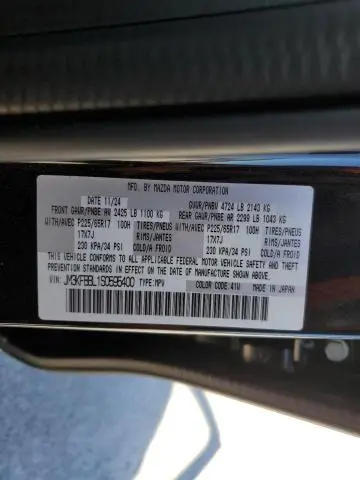 MFD. BY MAZDA MOTOR CORPORATION
DATE 11/24 GVWR/PNBV 4724 LB 2143 KG
FRONT GAWR/PNBE AV 2425 LB 1100 KG REAR GAWR/PNBE AR 2299 LB 1043 KG
WITH/AVEC P225/65R17 100H TIRES/PNEUS WITH/AVEC P225/65R17 100H TIRES/PNEUS
17X7J RIMS/JANTES 17X7J RIMS/JANTES
230 KPA/34 PSI COLD/A FROID 230 KPA/34 PSI COLD/A FROID
THIS VEHICLE CONFORMS TO ALL APPLICABLE FEDERAL MOTOR VEHICLE SAFETY, BUMPER, AND THEFT
PREVENTION STANDARDS IN EFFECT ON THE DATE OF MANUFACTURE SHOWN ABOVE.
VIN: JM3KFBBL1S0595400 TYPE:MPV COLOR CODE:41W MADE IN JAPAN